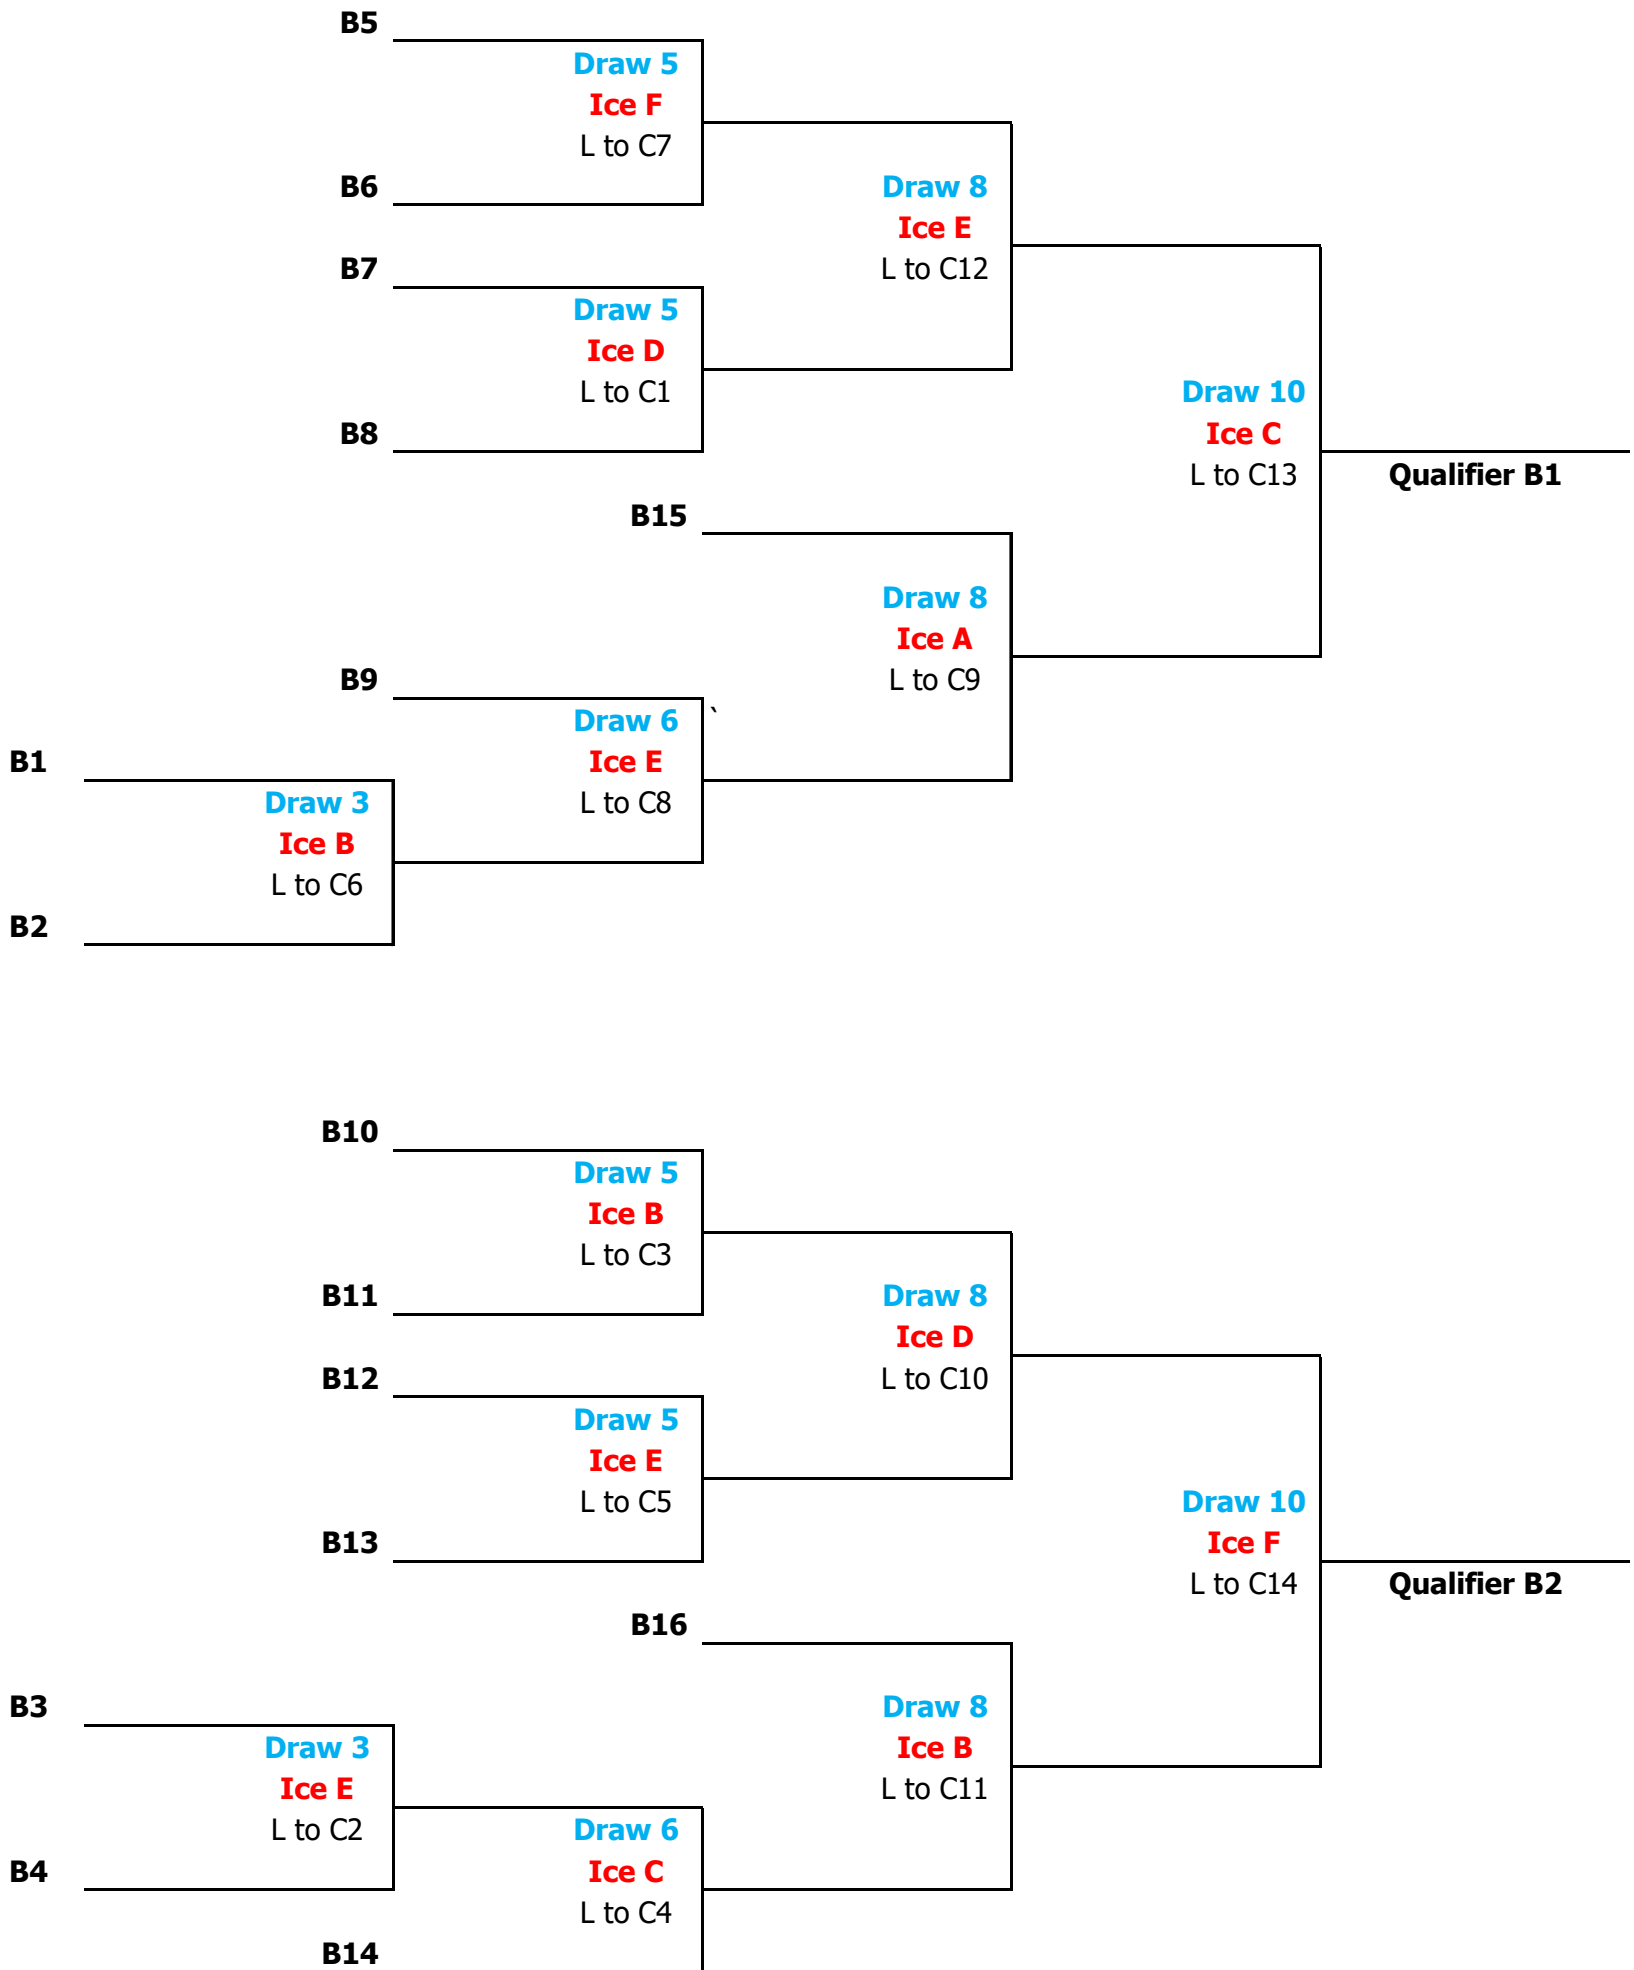 B5
Draw 5
Ice F
L to C7
B6
Draw 8
Ice E
L to C12
B7
Draw 5
Ice D
L to C1
Draw 10
Ice C
L to C13
B8
Qualifier B1
B15
Draw 8
Ice A
L to C9
B9
`
Draw 6
Ice E
L to C8
B1
Draw 3
Ice B
L to C6
B2
B10
Draw 5
Ice B
L to C3
B11
Draw 8
Ice D
L to C10
B12
Draw 5
Ice E
L to C5
Draw 10
Ice F
L to C14
B13
Qualifier B2
B16
B3
Draw 8
Ice B
L to C11
Draw 3
Ice E
L to C2
Draw 6
Ice C
L to C4
B4
B14